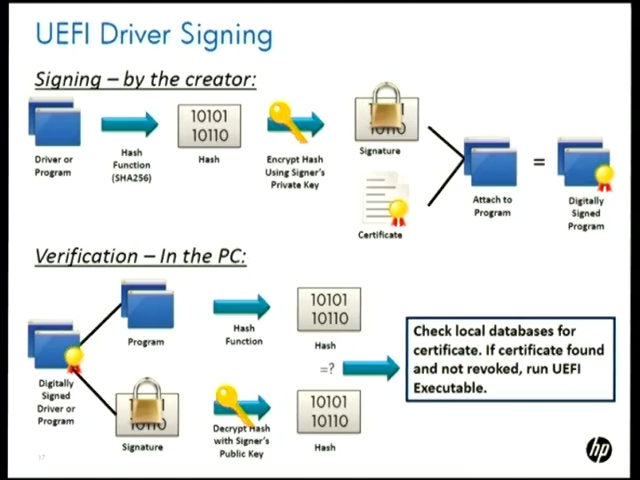 UEFI Driver Signing
Signing – by the creator:
10101
10110
Driver or
Program
Hash
Function
(SHA256)
Hash
Encrypt Hash
Using Signer's
Private Key
10110
Signature
Certificate
Attach to
Program
=
Digitally
Signed
Program
Verification – In the PC:
Digitally
Signed
Driver or
Program
Program
Hash
Function
10101
10110
Hash
=?
10110
Signature
Decrypt Hash
with Signer's
Public Key
10101
10110
Hash
Check local databases for
certificate. If certificate found
and not revoked, run UEFI
Executable.
17
hp